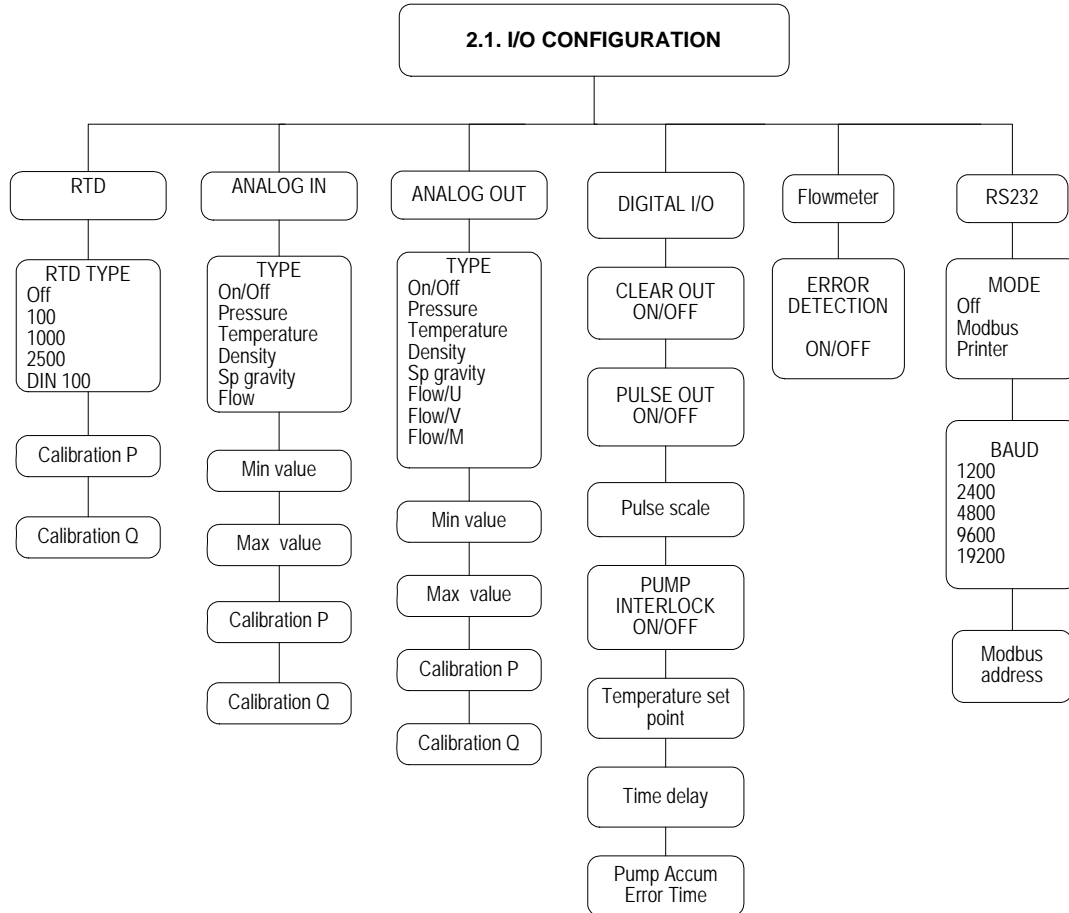 2.1. I/O CONFIGURATION
RTD
RTD TYPE
Off
100
1000
2500
DIN 100
Calibration P
Calibration Q
ANALOG IN
TYPE
On/Off
Pressure
Temperature
Density
Sp gravity
Flow
Min value
Max value
Calibration P
Calibration Q
ANALOG OUT
TYPE
On/Off
Pressure
Temperature
Density
Sp gravity
Flow/U
Flow/V
Flow/M
Min value
Max value
Calibration P
Calibration Q
DIGITAL I/O
CLEAR OUT
ON/OFF
PULSE OUT
ON/OFF
Pulse scale
PUMP
INTERLOCK
ON/OFF
Temperature set
point
Time delay
Pump Accum
Error Time
Flowmeter
ERROR
DETECTION
ON/OFF
RS232
MODE
Off
Modbus
Printer
BAUD
1200
2400
4800
9600
19200
Modbus
address